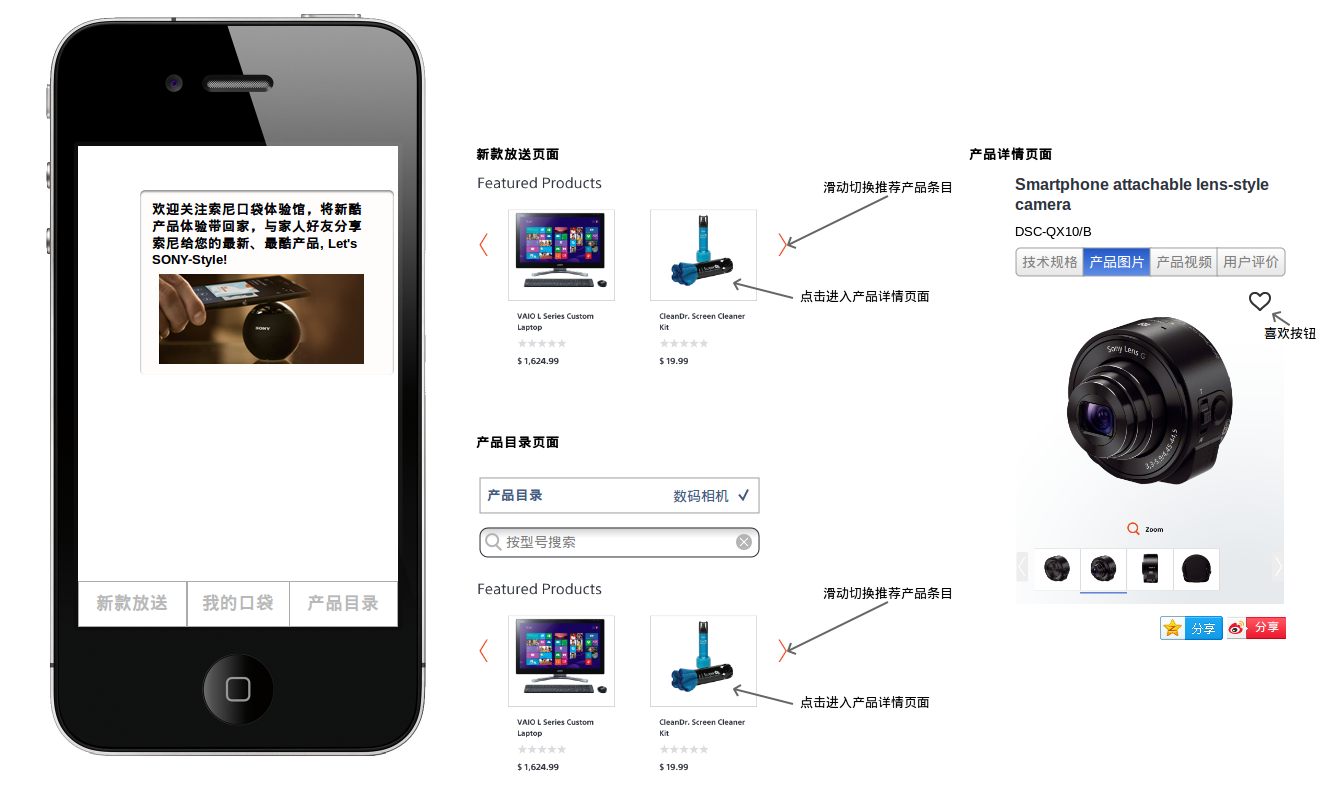 欢迎关注索尼口袋体验馆，将新酷
产品体验带回家，与家人好友分享
索尼给您的最新、最酷产品, Let's
SONY-Style!
SONY
新款放送
我的口袋
产品目录
新款放送页面
Featured Products
滑动切换推荐产品条目
点击进入产品详情页面
VAIO L Series Custom
Laptop
$ 1,624.99
CleanDr. Screen Cleaner
Kit
$ 19.99
产品目录页面
产品目录
数码相机
按型号搜索
Featured Products
滑动切换推荐产品条目
点击进入产品详情页面
VAIO L Series Custom
Laptop
$ 1,624.99
CleanDr. Screen Cleaner
Kit
$ 19.99
产品详情页面
Smartphone attachable lens-style
camera
DSC-QX10/B
技术规格
产品图片
产品视频
用户评价
喜欢按钮
Sony Lens G
3,3-5,9/4,45-44,5
Zoom
分享
分享